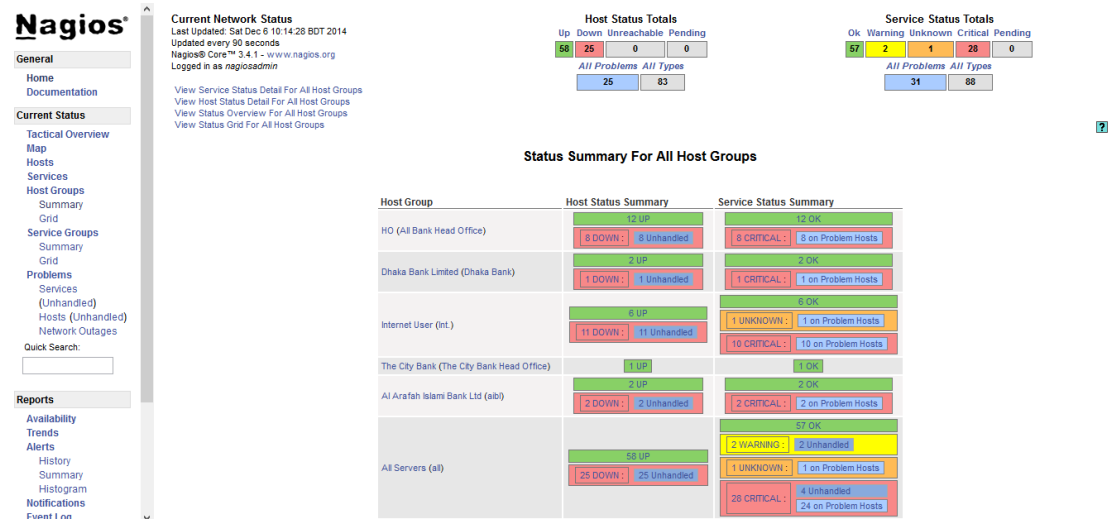 Nagios®
General
Home
Documentation
Current Status
Tactical Overview
Map
Hosts
Services
Host Groups
Summary
Grid
Service Groups
Summary
Grid
Problems
Services
(Unhandled)
Hosts (Unhandled)
Network Outages
Quick Search:
Reports
Availability
Trends
Alerts
History
Summary
Histogram
Notifications
Event Log
Current Network Status
Last Updated: Sat Dec 6 10:14:28 BDT 2014
Updated every 90 seconds
Nagios® Core™ 3.4.1 - www.nagios.org
Logged in as nagiosadmin
View Service Status Detail For All Host Groups
View Host Status Detail For All Host Groups
View Status Overview For All Host Groups
View Status Grid For All Host Groups
Host Status Totals
Up Down Unreachable Pending
58 25 0 0
All Problems All Types
25 83
Service Status Totals
Ok Warning Unknown Critical Pending
57 2 1 28 0
All Problems All Types
31 88
?
Status Summary For All Host Groups
Host Group Host Status Summary Service Status Summary
HO (All Bank Head Office)
12 UP
8 DOWN : 8 Unhandled
12 OK
8 CRITICAL : 8 on Problem Hosts
Dhaka Bank Limited (Dhaka Bank)
2 UP
1 DOWN : 1 Unhandled
2 OK
1 CRITICAL : 1 on Problem Hosts
Internet User (Int.)
6 UP
11 DOWN : 11 Unhandled
6 OK
1 UNKNOWN : 1 on Problem Hosts
10 CRITICAL : 10 on Problem Hosts
The City Bank (The City Bank Head Office)
1 UP
1 OK
Al Arafah Islami Bank Ltd (aibl)
2 UP
2 DOWN : 2 Unhandled
2 OK
2 CRITICAL : 2 on Problem Hosts
All Servers (all)
58 UP
25 DOWN : 25 Unhandled
57 OK
2 WARNING : 2 Unhandled
1 UNKNOWN : 1 on Problem Hosts
28 CRITICAL : 4 Unhandled
24 on Problem Hosts